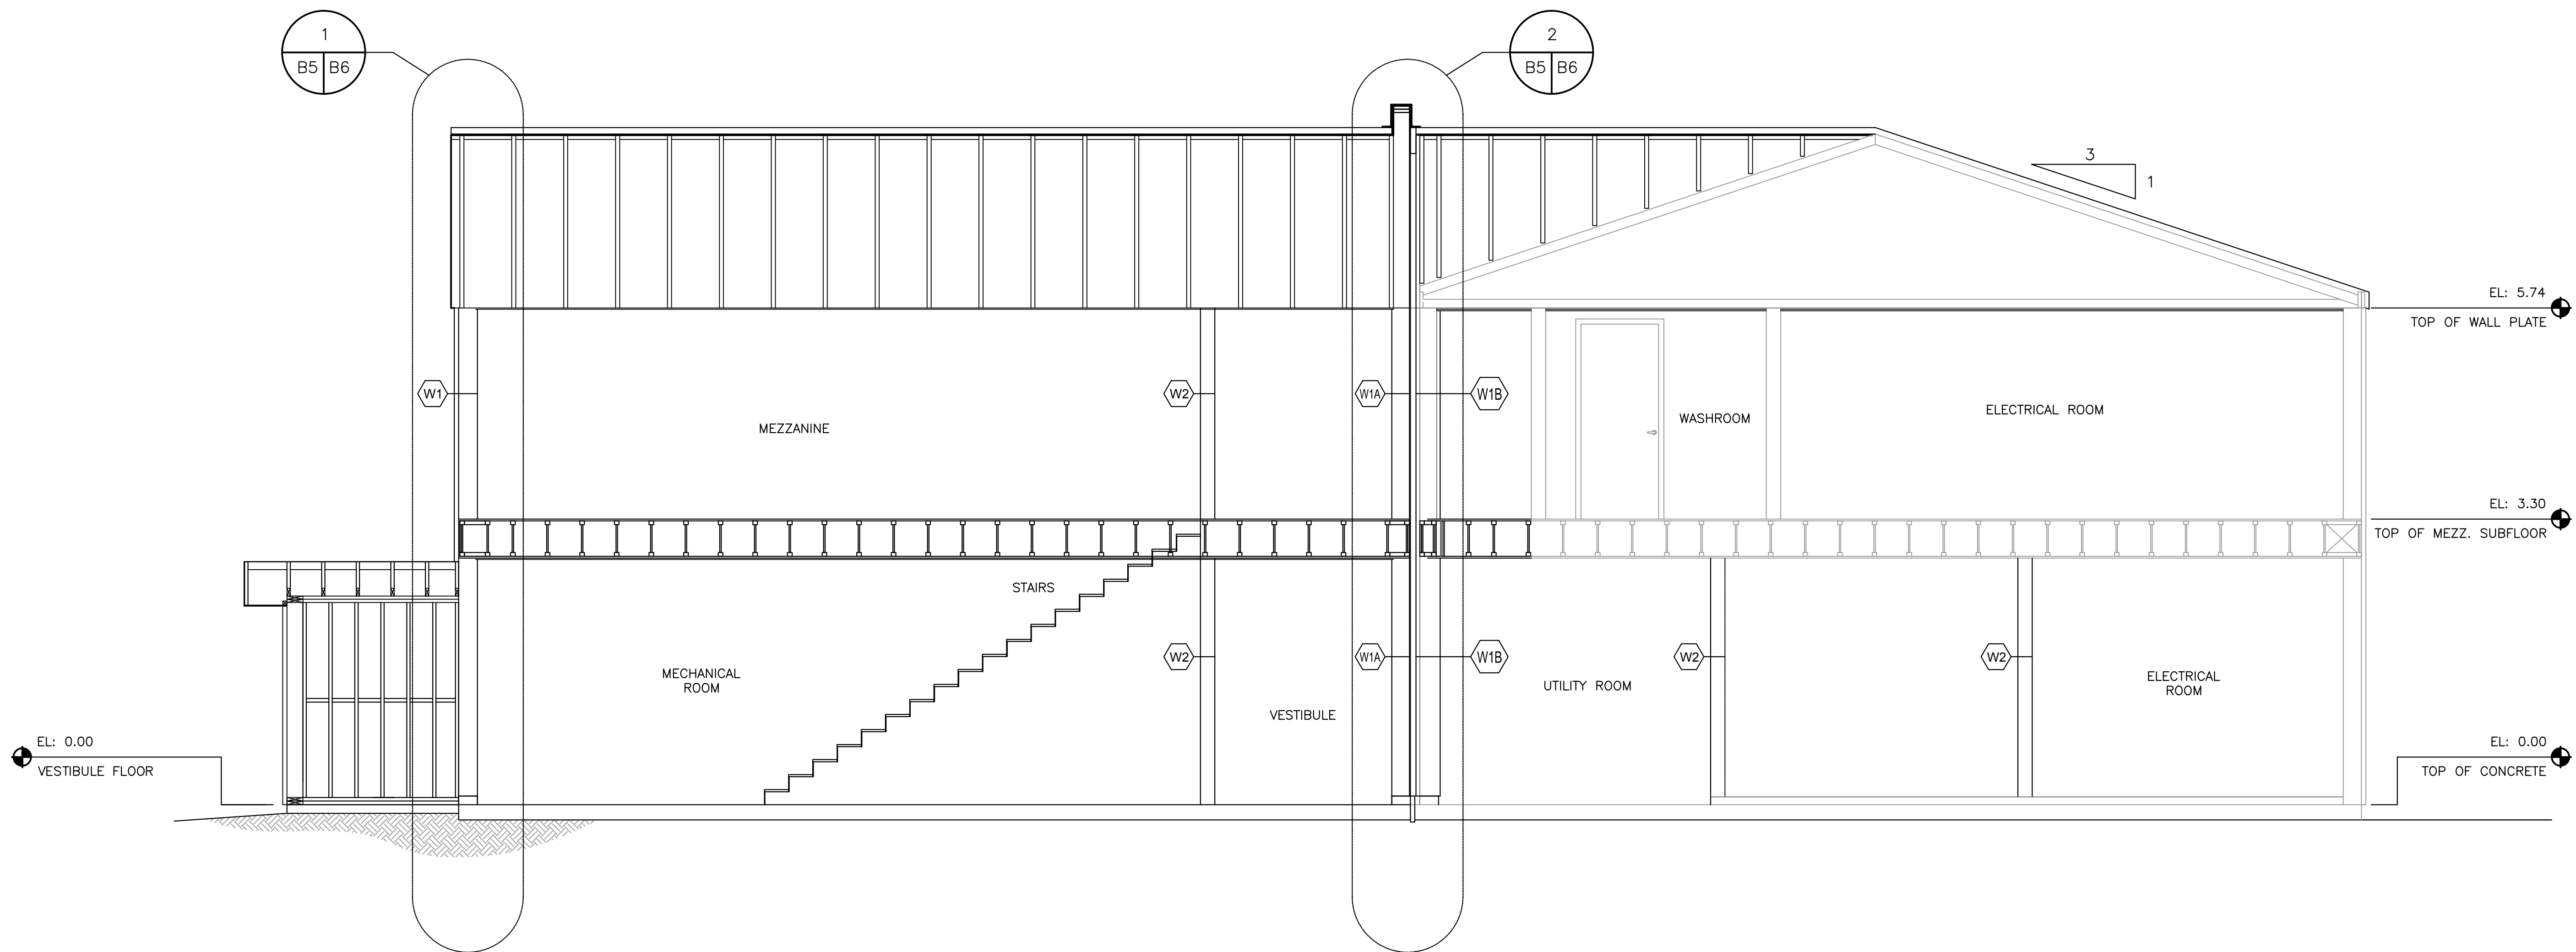 1
B5 B6
2
B5 B6
3
1
EL: 5.74
TOP OF WALL PLATE
W1
W2
W1A
W1B
MEZZANINE
WASHROOM
ELECTRICAL ROOM
EL: 3.30
TOP OF MEZZ. SUBFLOOR
STAIRS
MECHANICAL
ROOM
W2
W1A
W1B
W2
W2
UTILITY ROOM
ELECTRICAL
ROOM
VESTIBULE
EL: 0.00
VESTIBULE FLOOR
EL: 0.00
TOP OF CONCRETE